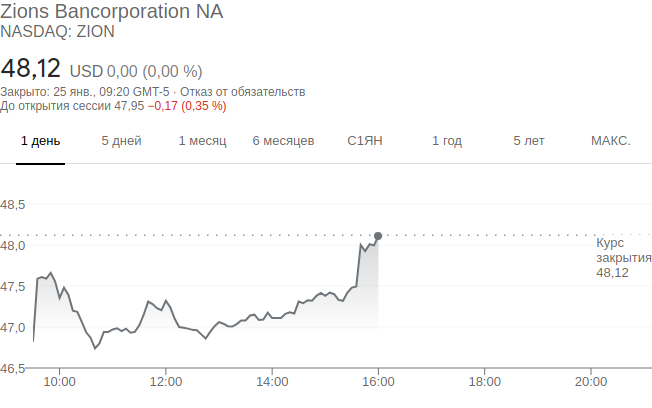 Zions Bancorporation NA
NASDAQ: ZION
48,12 USD 0,00 (0,00 %)
Закрыто: 25 янв., 09:20 GMT-5 · Отказ от обязательств
До открытия сессии 47,95 −0,17 (0,35 %)
1 день 5 дней 1 месяц 6 месяцев С1ЯН 1 год 5 лет МАКС.
48,5
48,0
47,5
47,0
46,5
Курс
закрытия
48,12
10:00 12:00 14:00 16:00 18:00 20:00